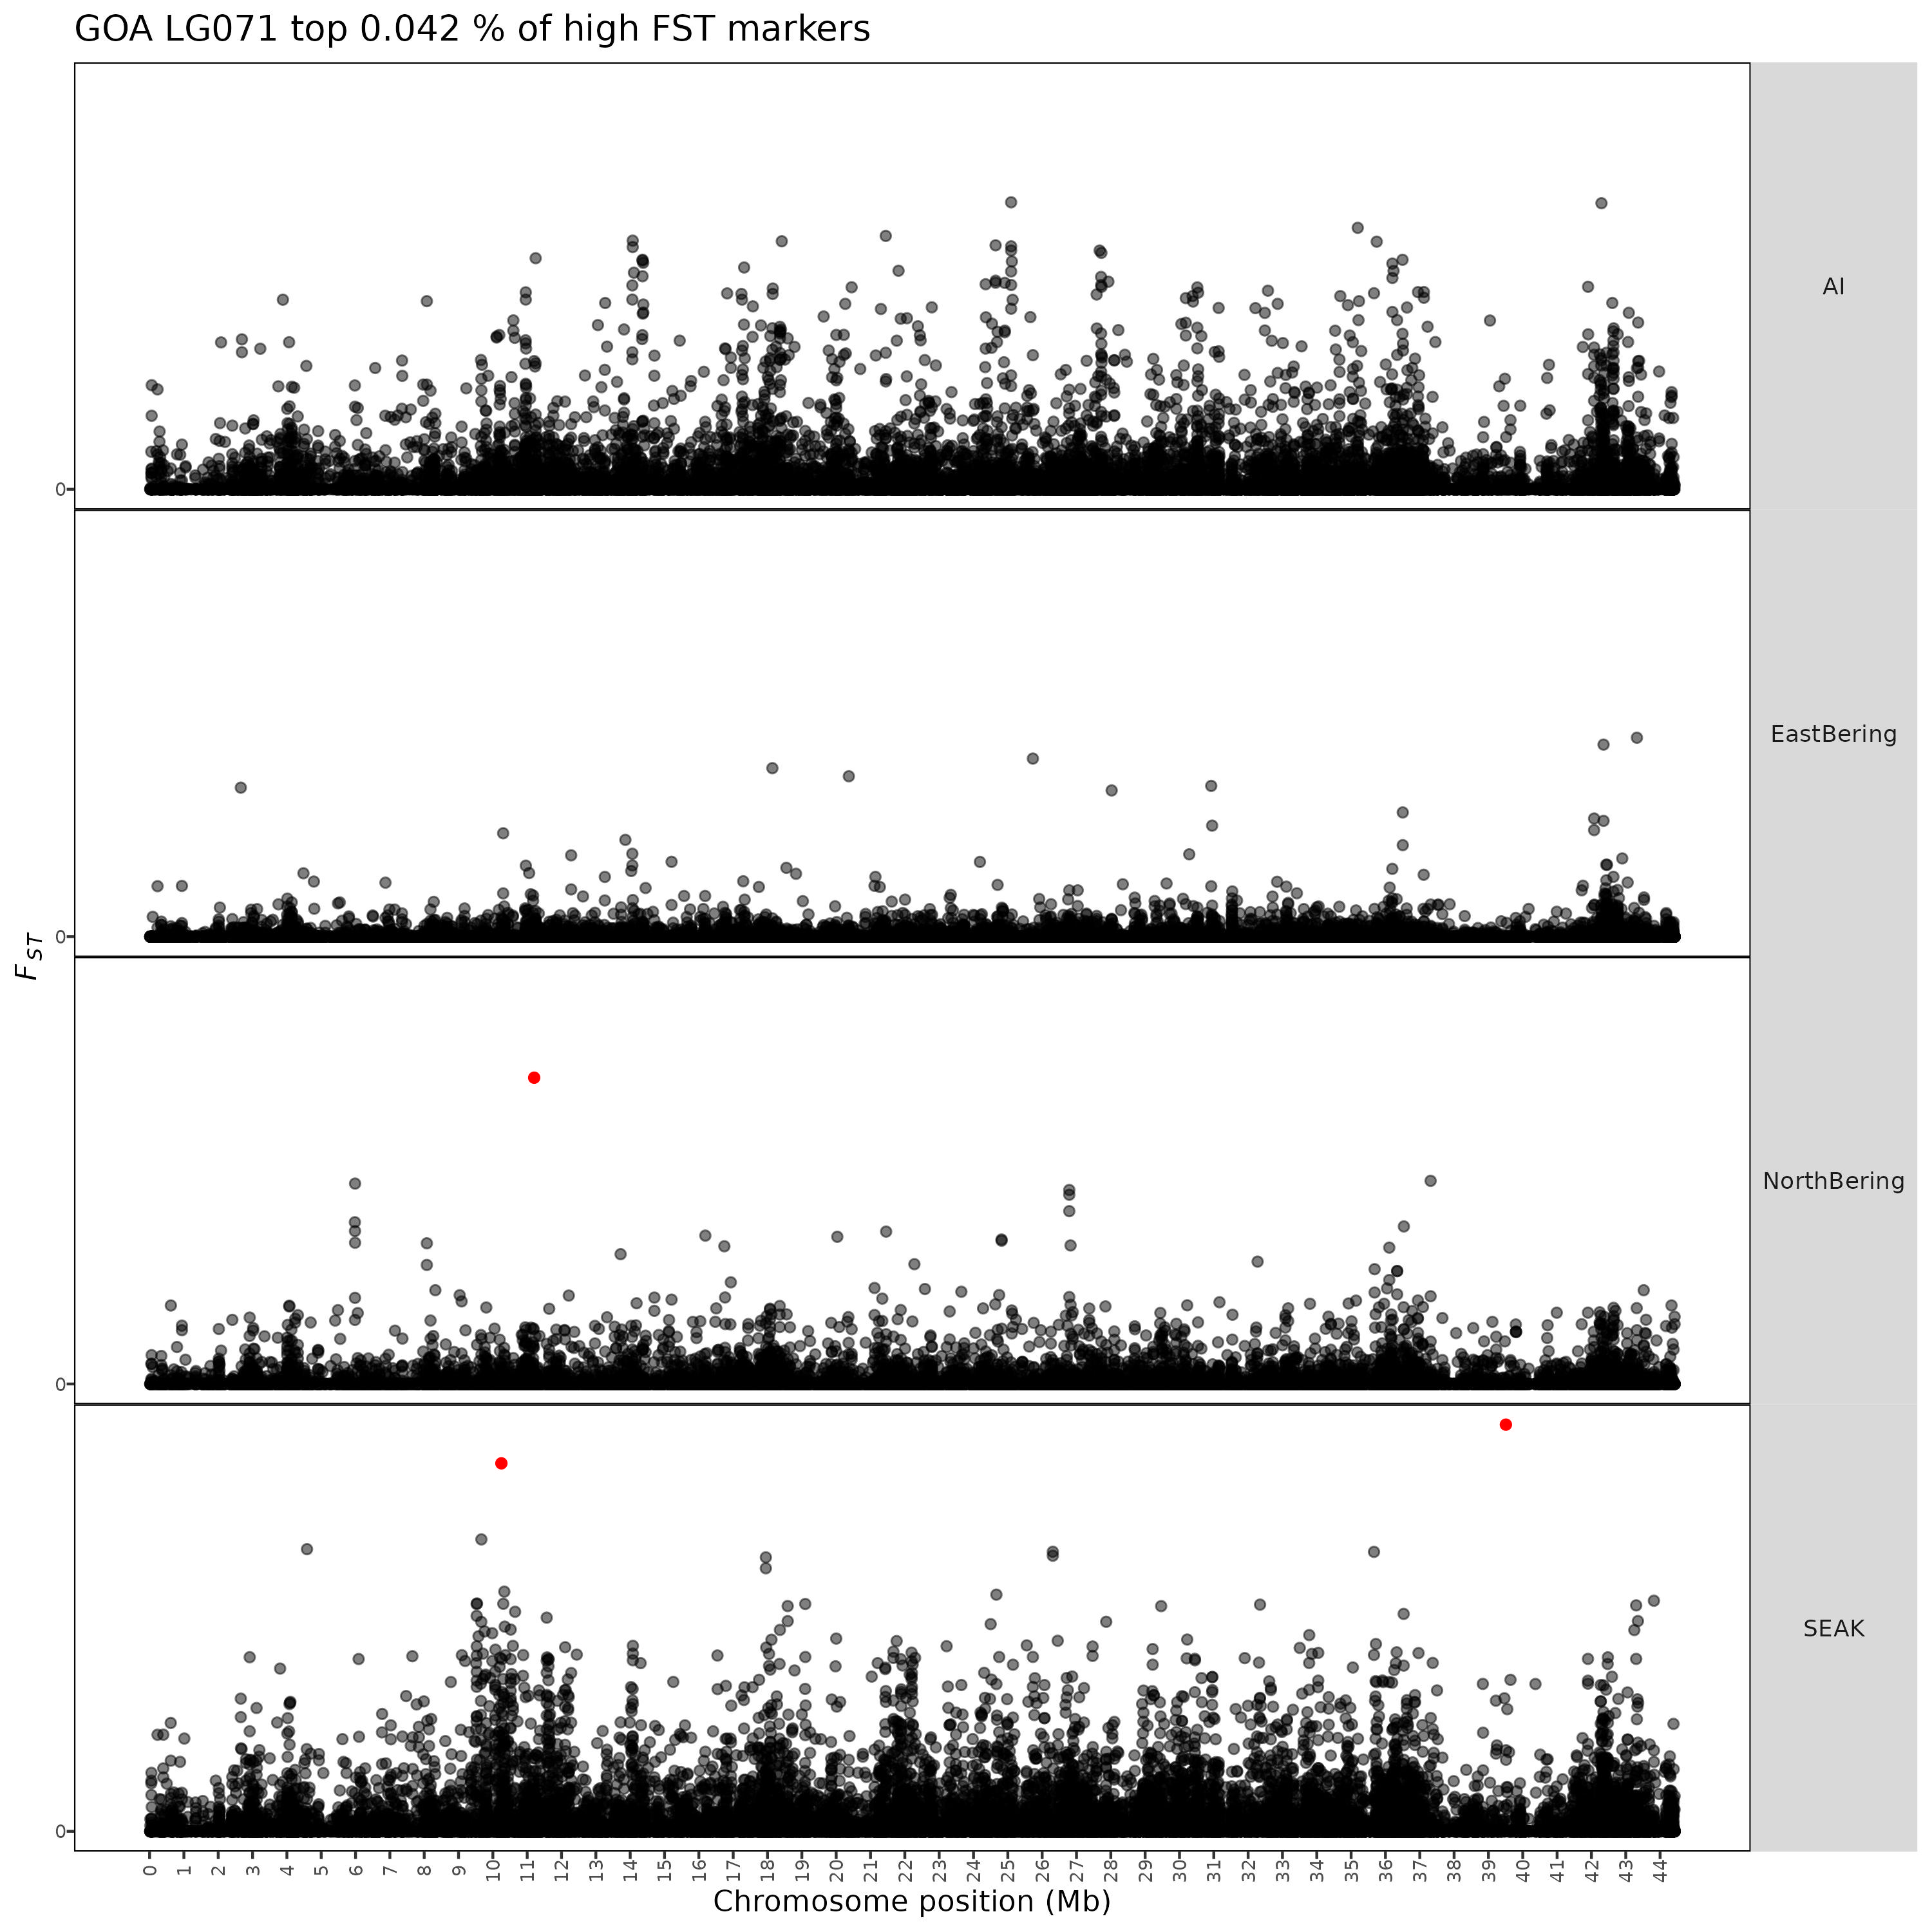 GOA LG071 top 0.042 % of high FST markers
0
AI
0
EastBering
F ST
0
NorthBering
0
SEAK
0 1 2 3 4 5 6 7 8 9 10 11 12 13 14 15 16 17 18 19 20 21 22 23 24 25 26 27 28 29 30 31 32 33 34 35 36 37 38 39 40 41 42 43 44
Chromosome position (Mb)